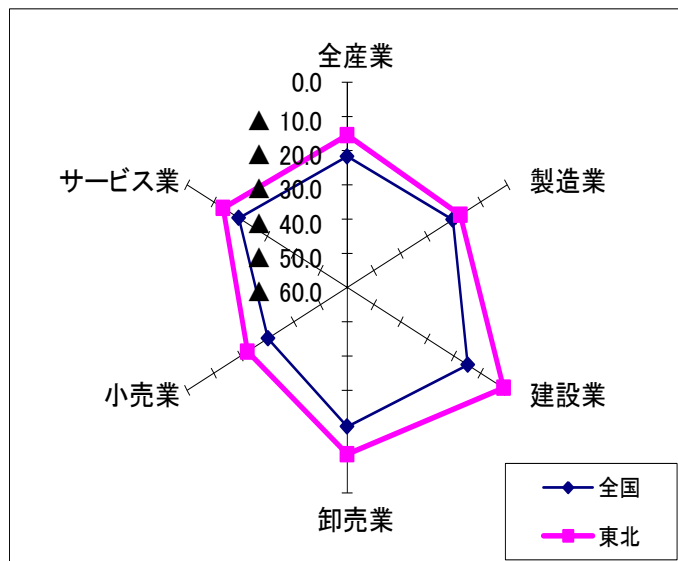 全産業
0.0
▲ 10.0
▲ 20.0
▲ 30.0
▲ 40.0
▲ 50.0
▲ 60.0
サービス業
製造業
小売業
建設業
卸売業
全国
東北